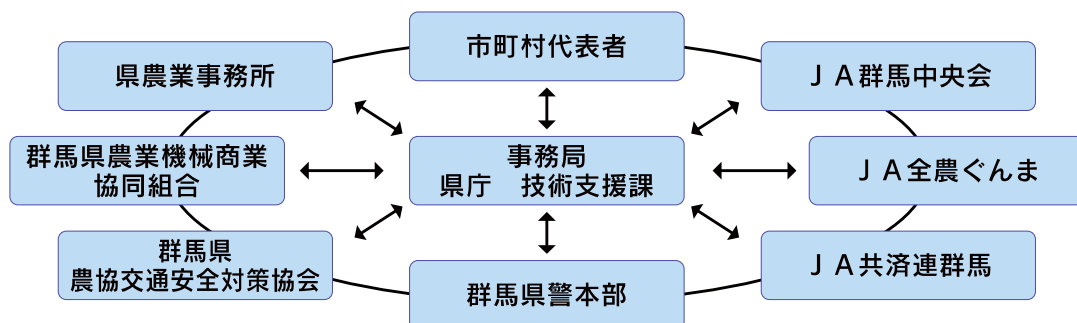 市町村代表者
県農業事務所
ＪＡ群馬中央会
群馬県農業機械商業
協同組合
事務局
県庁　技術支援課
ＪＡ全農ぐんま
群馬県
農協交通安全対策協会
ＪＡ共済連群馬
群馬県警本部